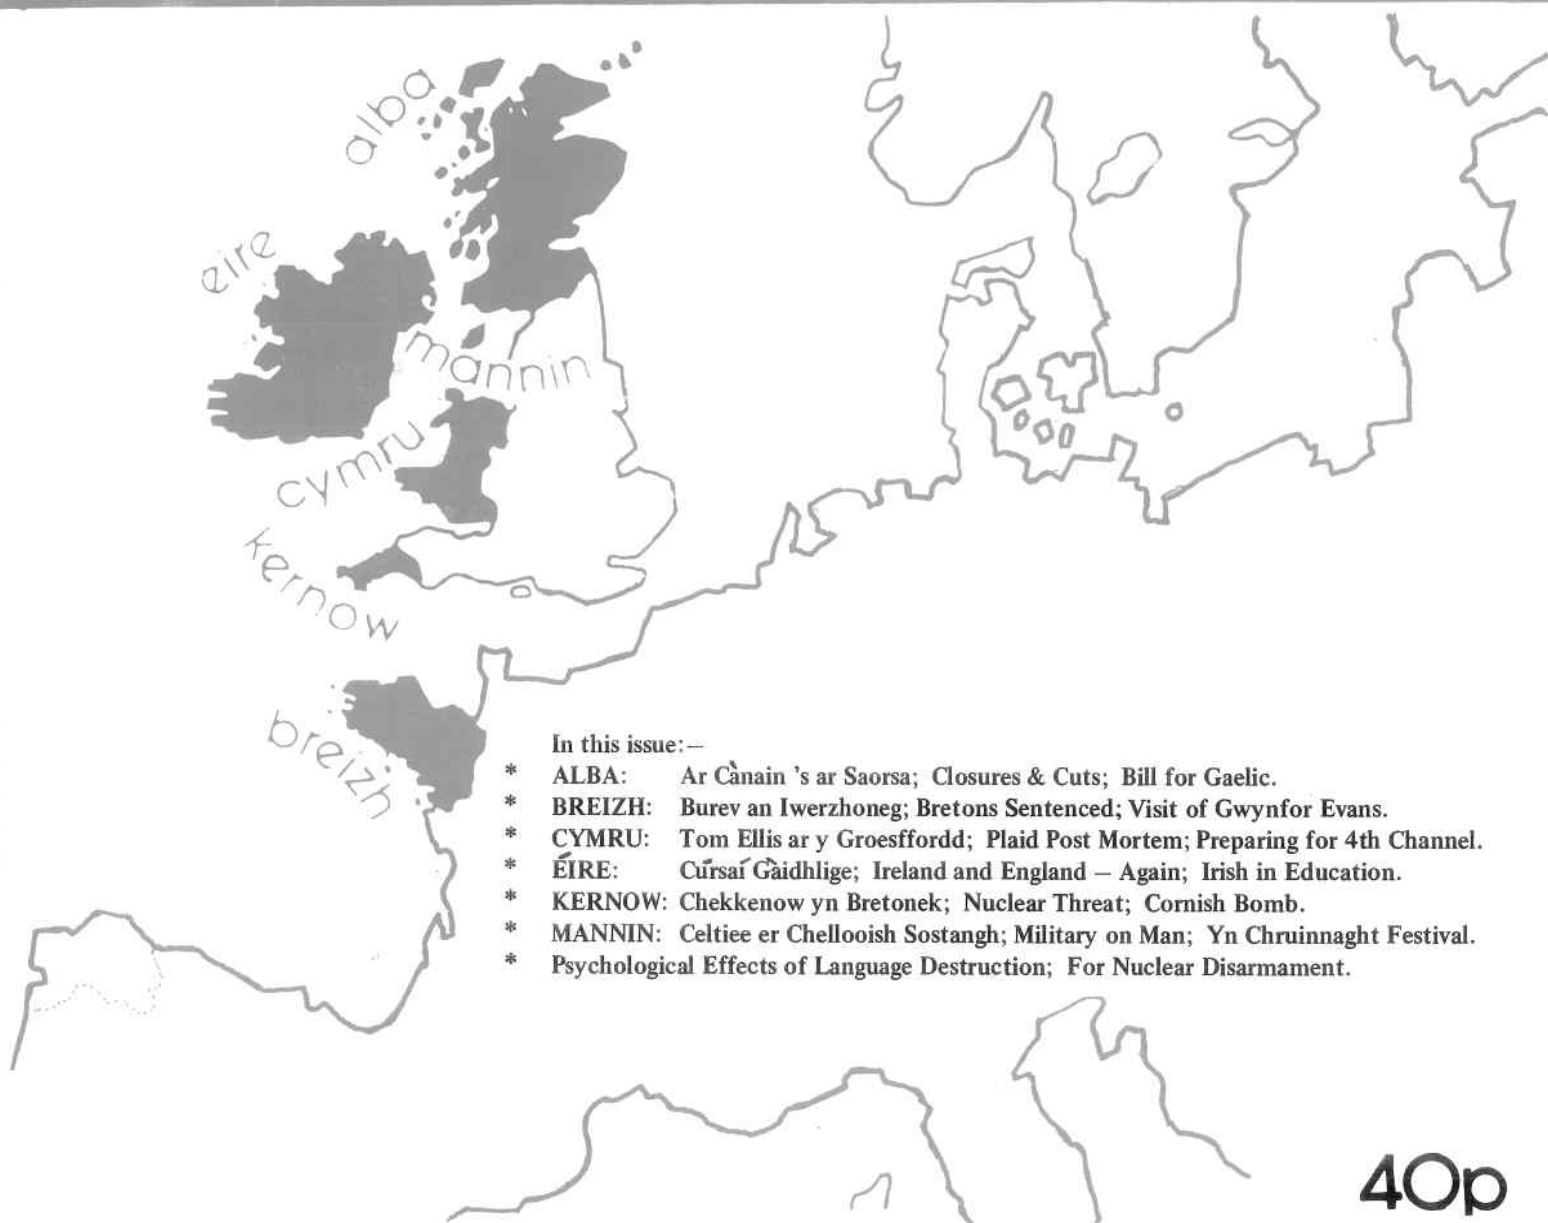 alba
eire
mannin
cymru
kernow
breizh
In this issue:—
* ALBA: Ar Cànain 's ar Saorsa; Closures & Cuts; Bill for Gaelic.
* BREIZH: Burev an Iwerzhoneg; Bretons Sentenced; Visit of Gwynfor Evans.
* CYMRU: Tom Ellis ar y Groesffordd; Plaid Post Mortem; Preparing for 4th Channel.
* ÉIRE: Cúrsaí Gàidhlige; Ireland and England — Again; Irish in Education.
* KERNOW: Chekkenow yn Bretonek; Nuclear Threat; Cornish Bomb.
* MANNIN: Celtiee er Chellooish Sostangh; Military on Man; Yn Chruinnaght Festival.
* Psychological Effects of Language Destruction; For Nuclear Disarmament.
40p